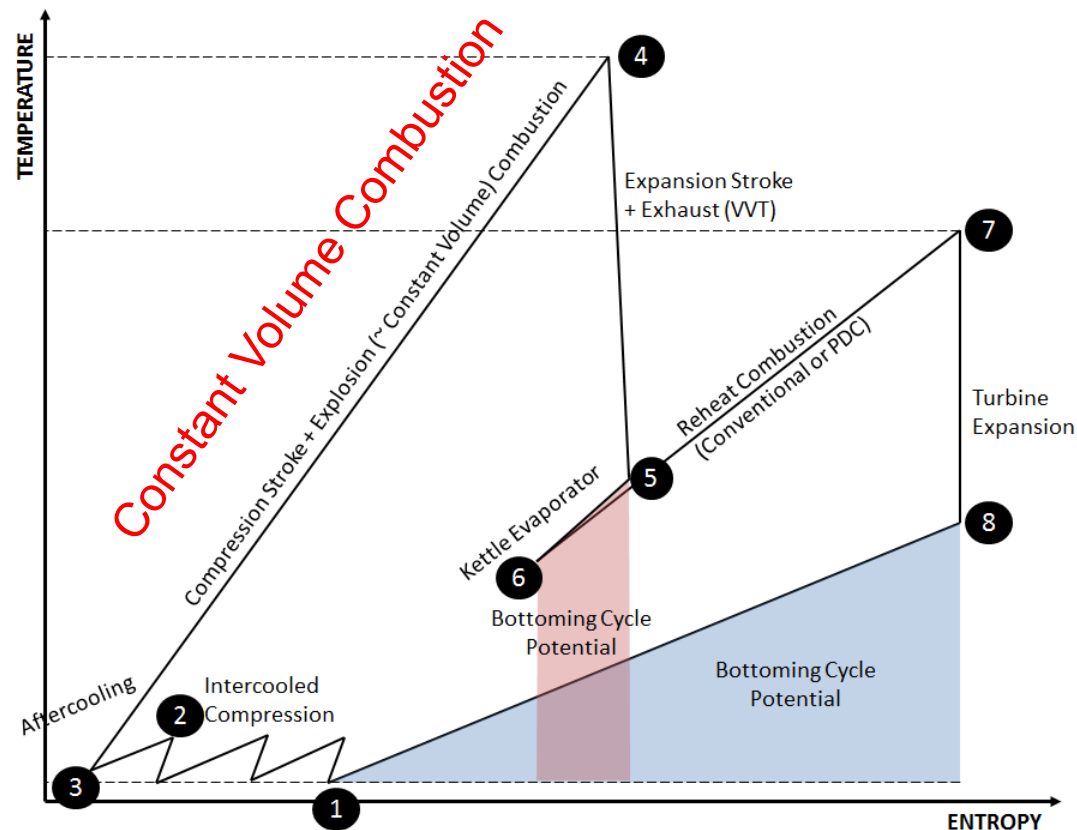 TEMPERATURE
Constant Volume Combustion
Compression Stroke + Explosion (~ Constant Volume) Combustion
4
Expansion Stroke
+ Exhaust (VVT)
7
Reheat Combustion
(Conventional or PDC)
Turbine
Expansion
5
Kettle Evaporator
8
6
Bottoming Cycle
Potential
Bottoming Cycle
Potential
Aftercooling
2
Intercooled
Compression
3
1
ENTROPY